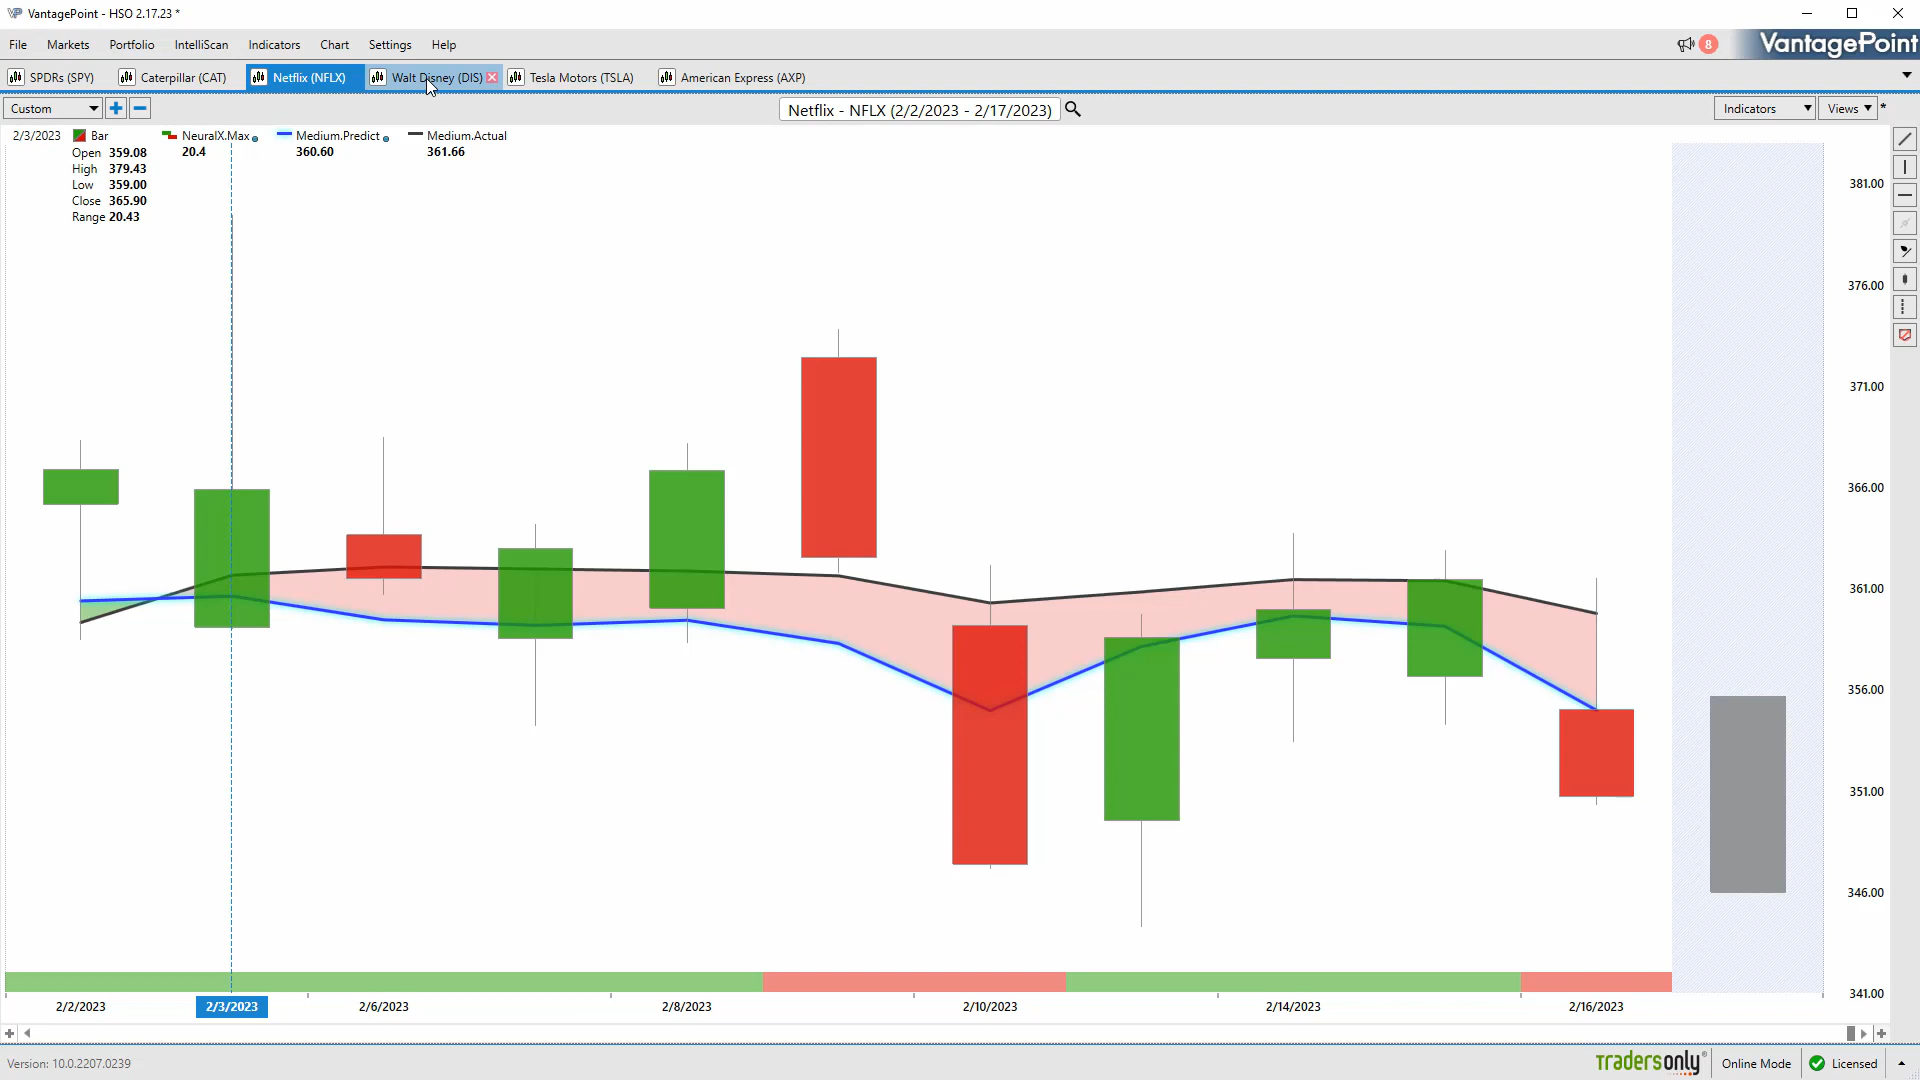 VantagePoint - HSO 2.17.23 *
File Markets Portfolio IntelliScan Indicators Chart Settings Help 8 VantagePoint
SPDRs (SPY) Caterpillar (CAT) Netflix (NFLX) Walt Disney (DIS) Tesla Motors (TSLA) American Express (AXP)
Custom Netflix - NFLX (2/2/2023 - 2/17/2023) Indicators Views *
2/3/2023 Bar NeuralX.Max Medium.Predict Medium.Actual
Open 359.08 20.4 360.60 361.66
High 379.43
Low 359.00
Close 365.90
Range 20.43
381.00
376.00
371.00
366.00
361.00
356.00
351.00
346.00
341.00
2/2/2023 2/3/2023 2/6/2023 2/8/2023 2/10/2023 2/14/2023 2/16/2023
Version: 10.0.2207.0239 tradersonly Online Mode Licensed